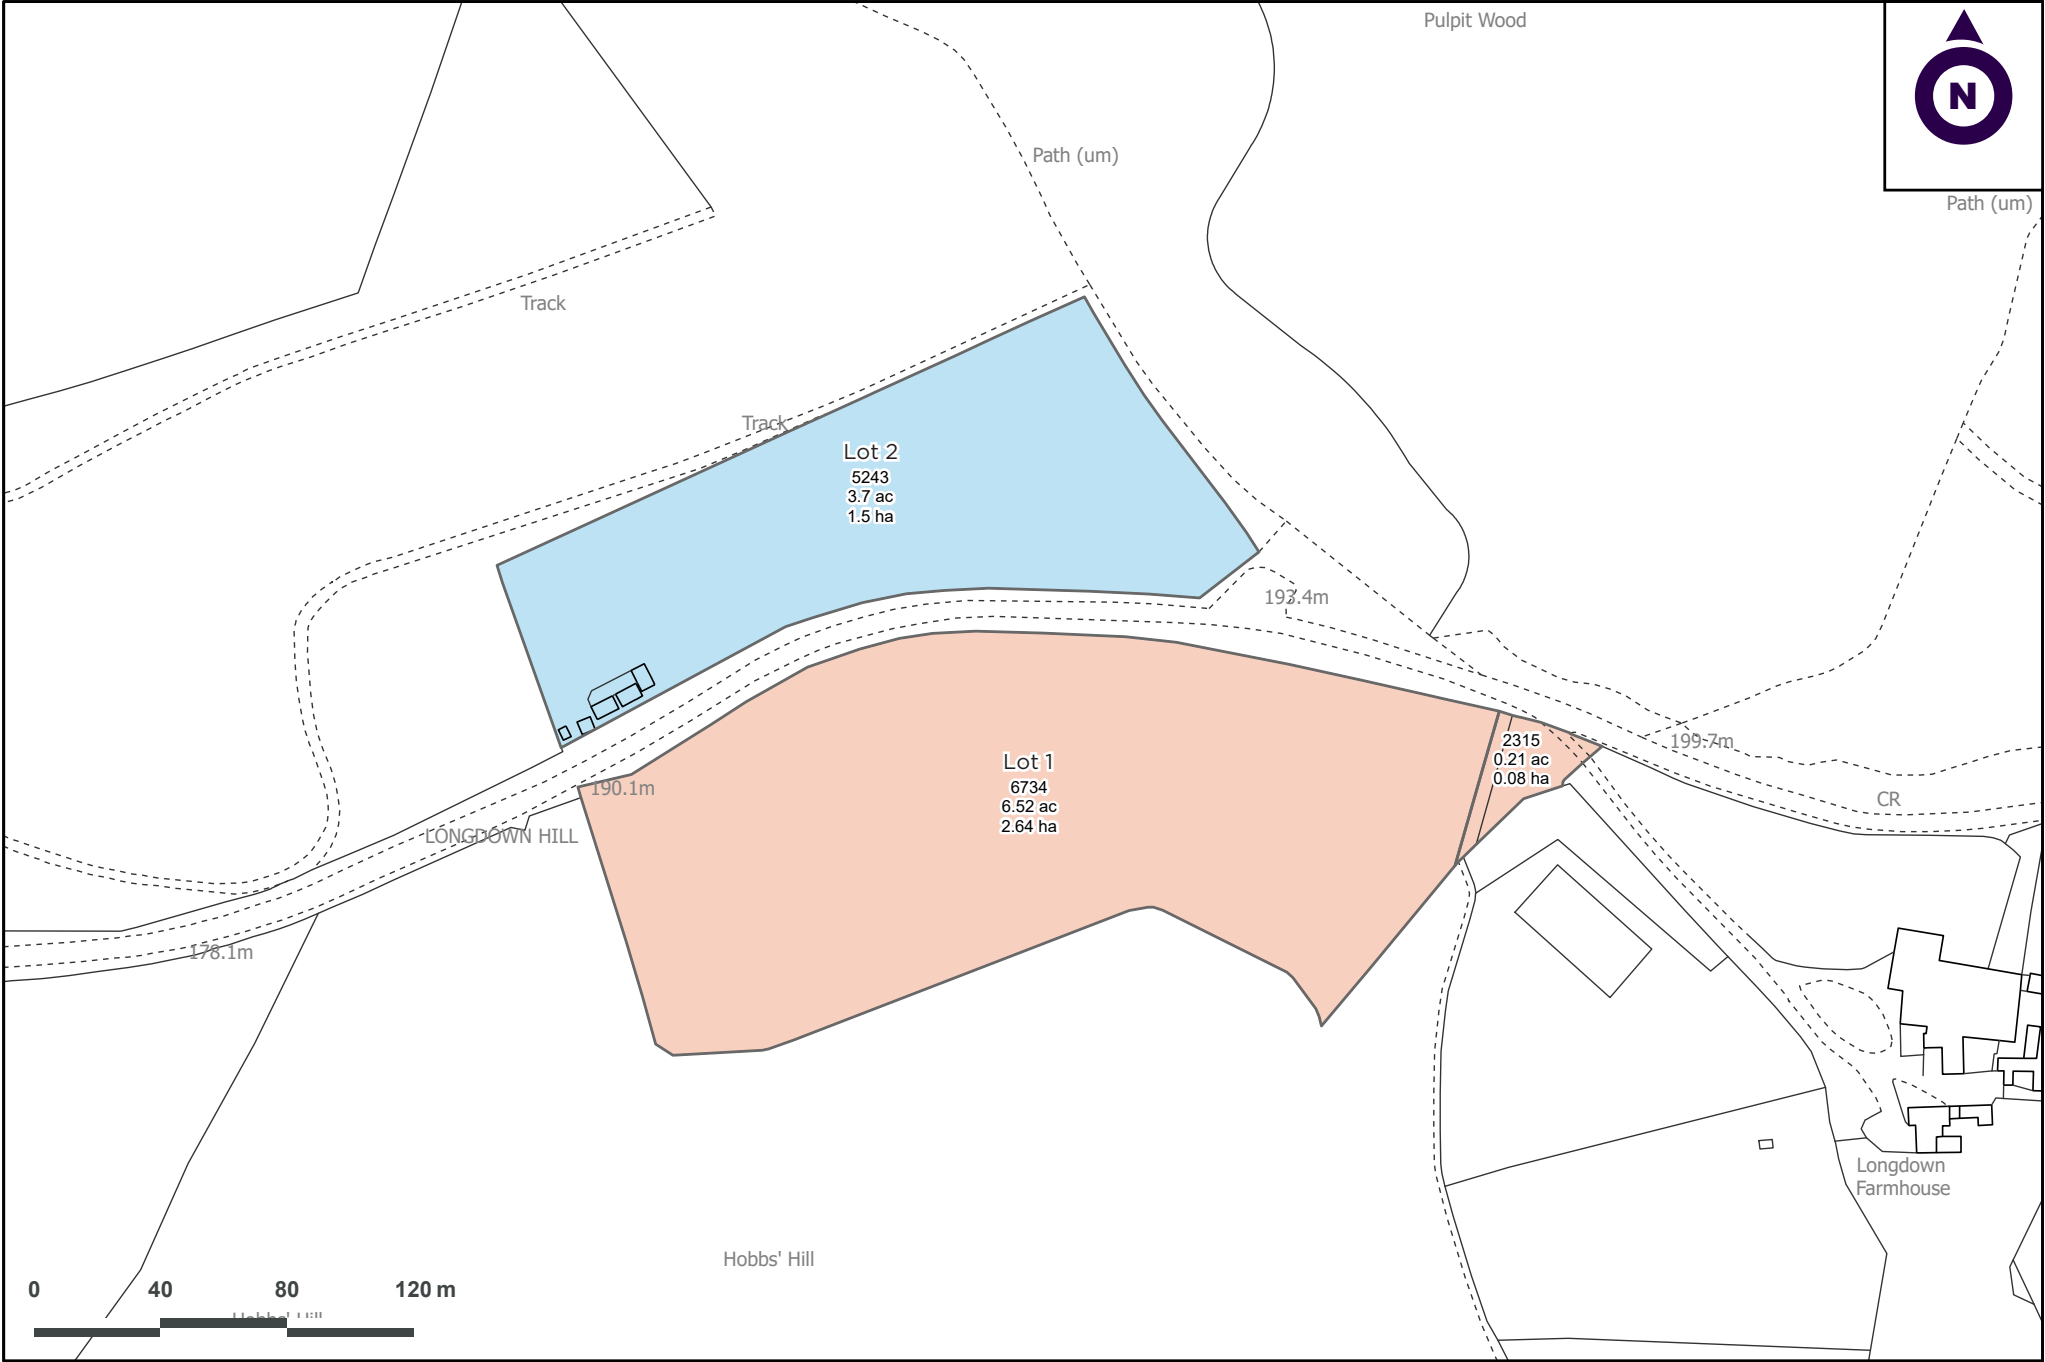 Pulpit Wood
N
Path (um)
Path (um)
Track
Track
Lot 2
5243
3.7 ac
1.5 ha
193.4m
2315
0.21 ac
0.08 ha
199.7m
Lot 1
6734
6.52 ac
2.64 ha
190.1m
CR
LONGDOWN HILL
178.1m
Longdown
Farmhouse
Hobbs' Hill
0 40 80 120 m
Hobbs' Hill